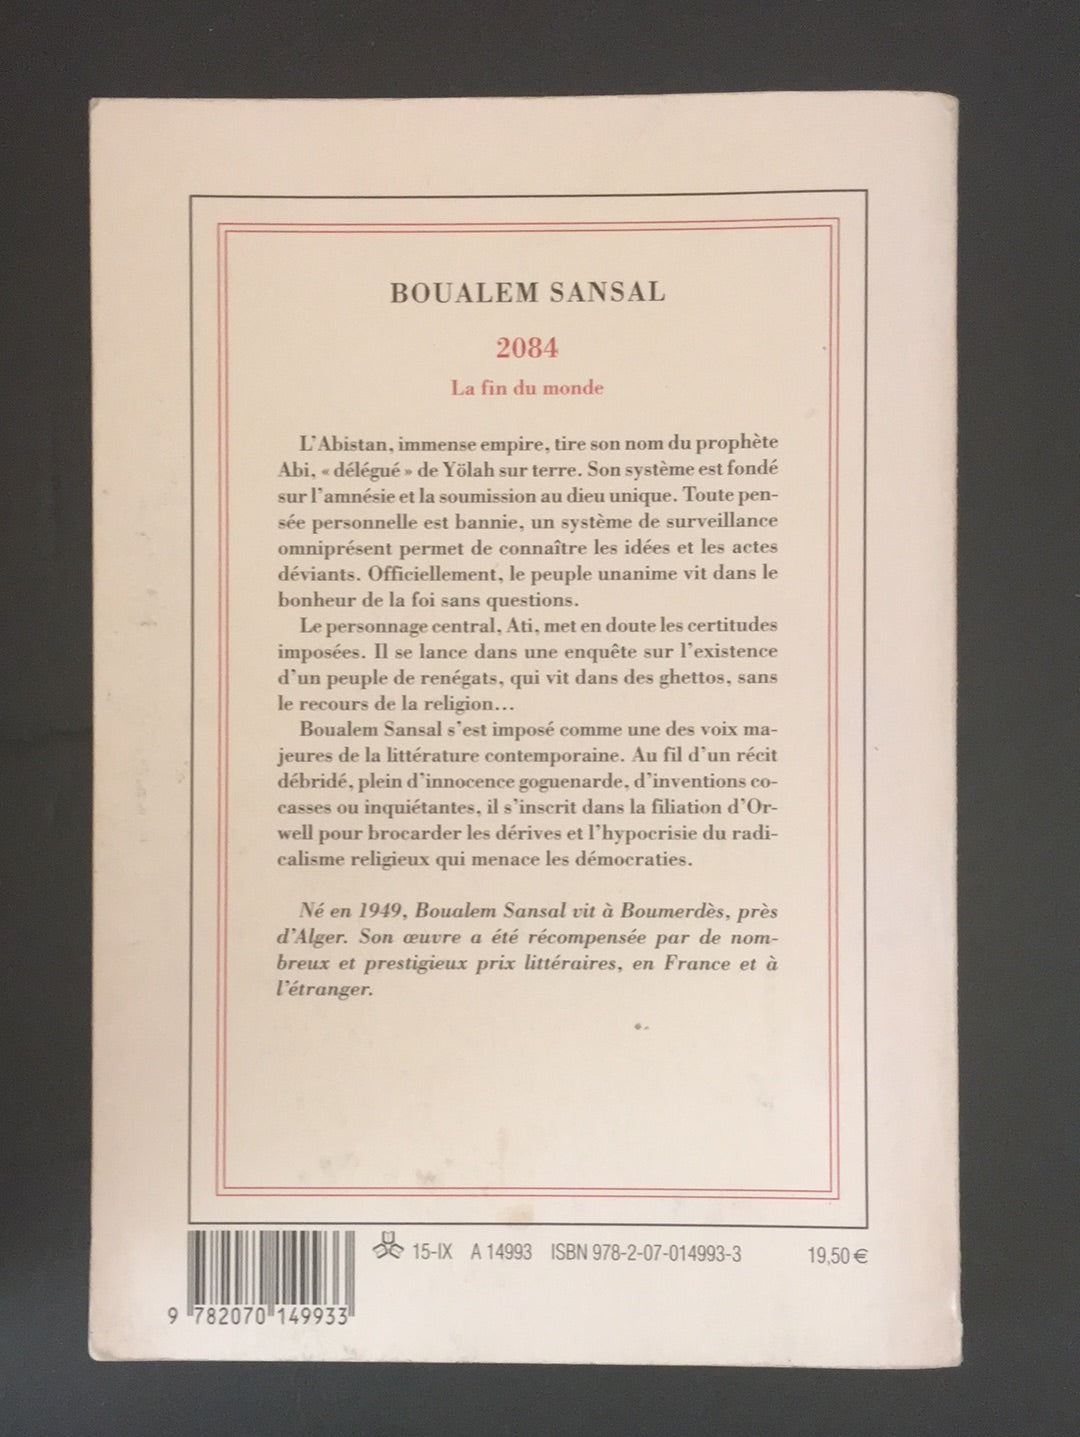 BOUALEM SANSAL
2084
La fin du monde
L'Abistan, immense empire, tire son nom du prophète
Abi, « délégué » de Yölah sur terre. Son système est fondé
sur l'amnésie et la soumission au dieu unique. Toute pen-
sée personnelle est bannie, un système de surveillance
omniprésent permet de connaître les idées et les actes
déviants. Officiellement, le peuple unanime vit dans le
bonheur de la foi sans questions.
Le personnage central, Ati, met en doute les certitudes
imposées. Il se lance dans une enquête sur l'existence
d'un peuple de renégats, qui vit dans des ghettos, sans
le recours de la religion...
Boualem Sansal s'est imposé comme une des voix ma-
jeures de la littérature contemporaine. Au fil d'un récit
débridé, plein d'innocence goguenarde, d'inventions co-
casses ou inquiétantes, il s'inscrit dans la filiation d'Or-
well pour brocarder les dérives et l'hypocrisie du radi-
calisme religieux qui menace les démocraties.
Né en 1949, Boualem Sansal vit à Boumerdès, près
d'Alger. Son œuvre a été récompensée par de nom-
breux et prestigieux prix littéraires, en France et à
l'étranger.
15-IX A 14993 ISBN 978-2-07-014993-3 19,50 €
9 782070 149933